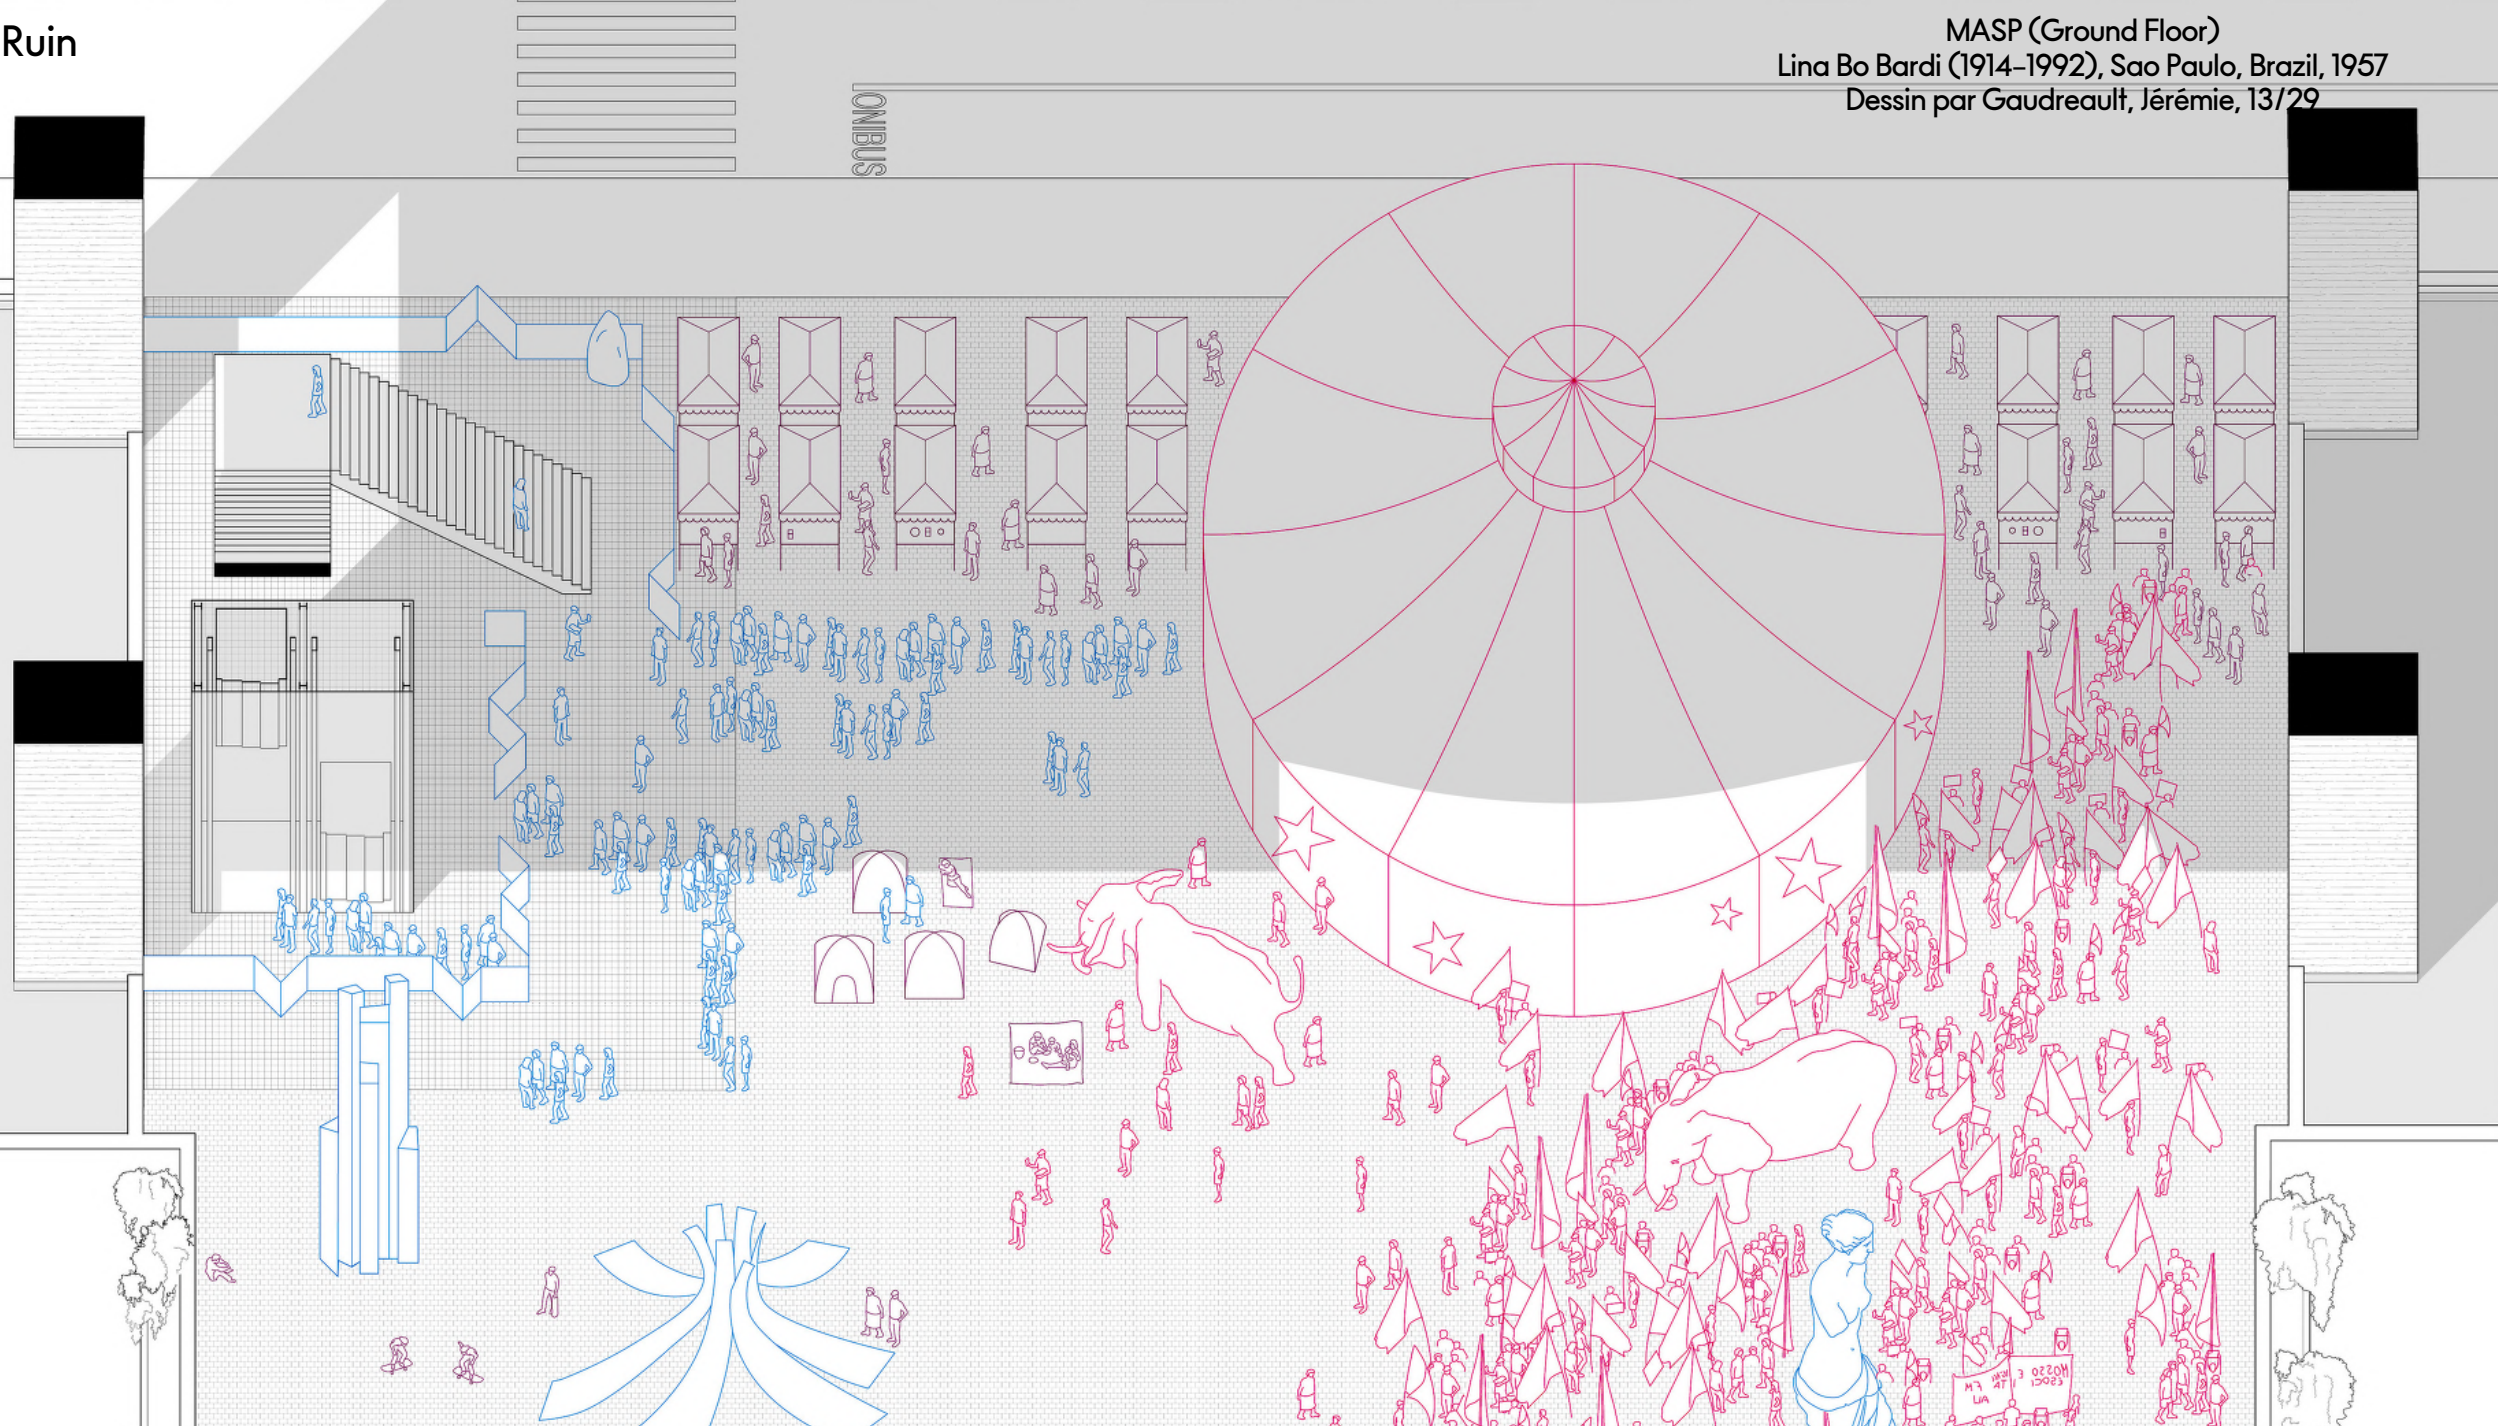 Ruin
MASP (Ground Floor)
Lina Bo Bardi (1914–1992), Sao Paulo, Brazil, 1957
Dessin par Gaudreault, Jérémie, 13/29
ONIBUS